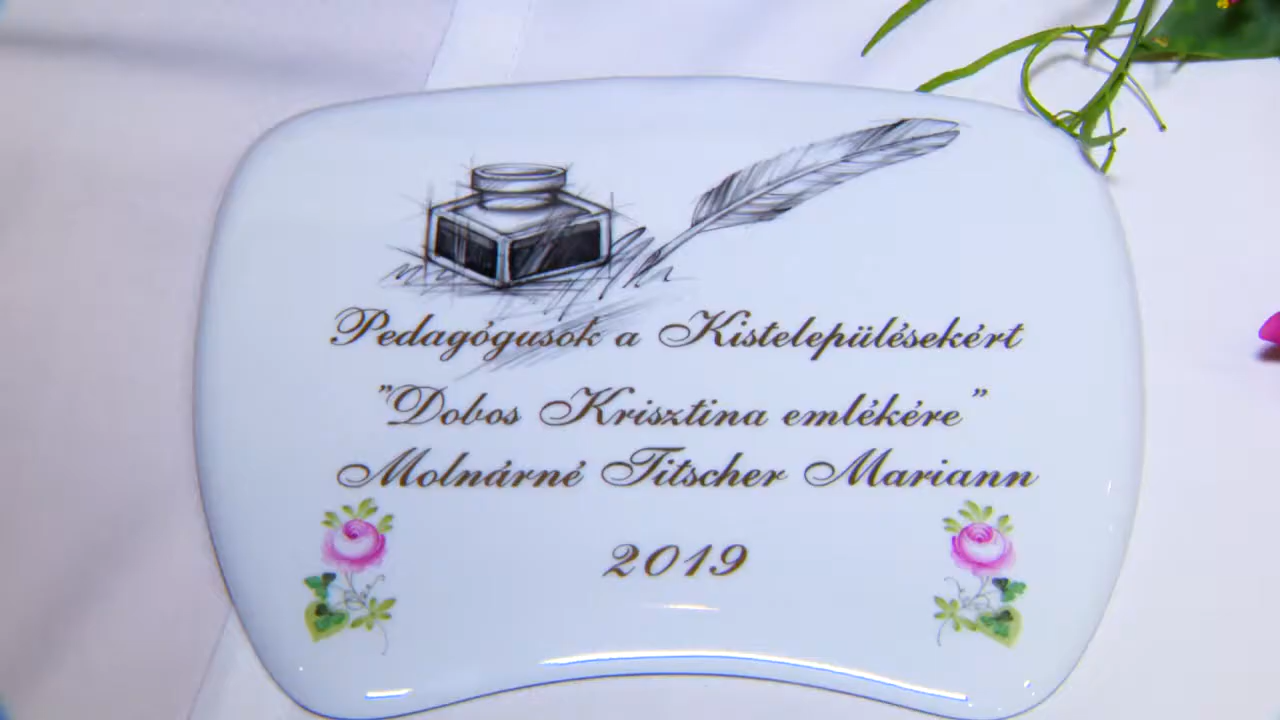 Pedagógusok a Kistelepülésekért
"Dobos Krisztina emlékére"
Molnárné Titscher Mariann
2019